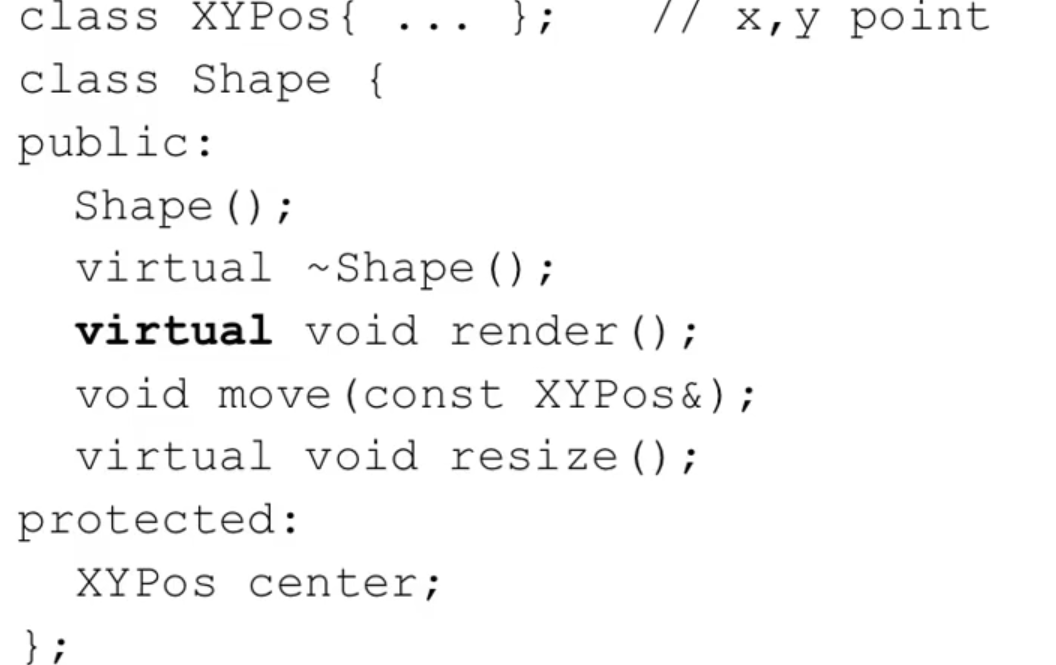 class XYPos{ ... };   // x,y point
class Shape {
public:
  Shape();
  virtual ~Shape();
  virtual void render();
  void move(const XYPos&);
  virtual void resize();
protected:
  XYPos center;
};